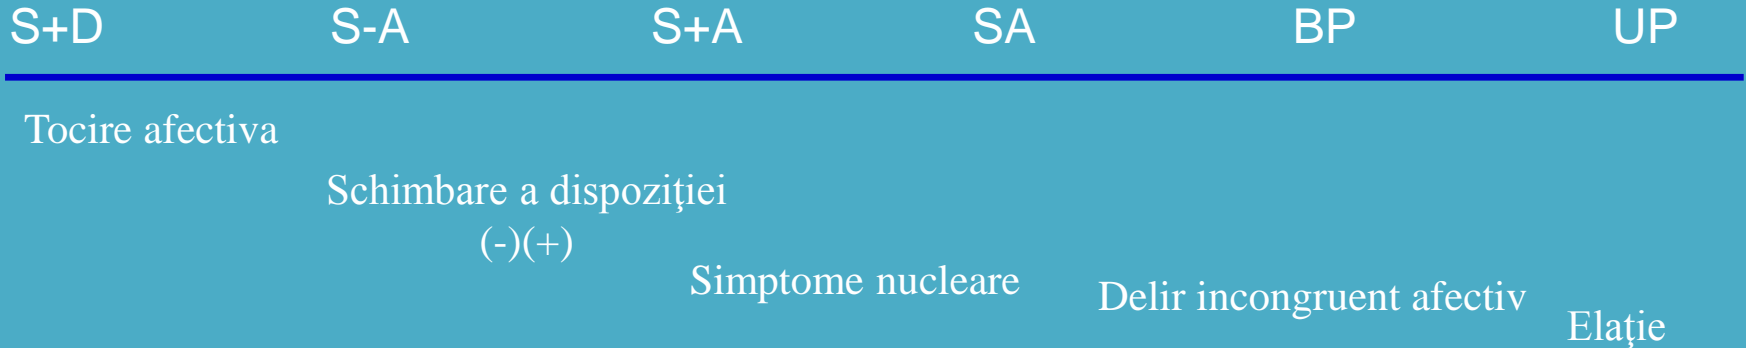 S+D S-A S+A SA BP UP
Tocire afectiva
Schimbare a dispoziţiei
(-)(+)
Simptome nucleare
Delir incongruent afectiv
Elaţie